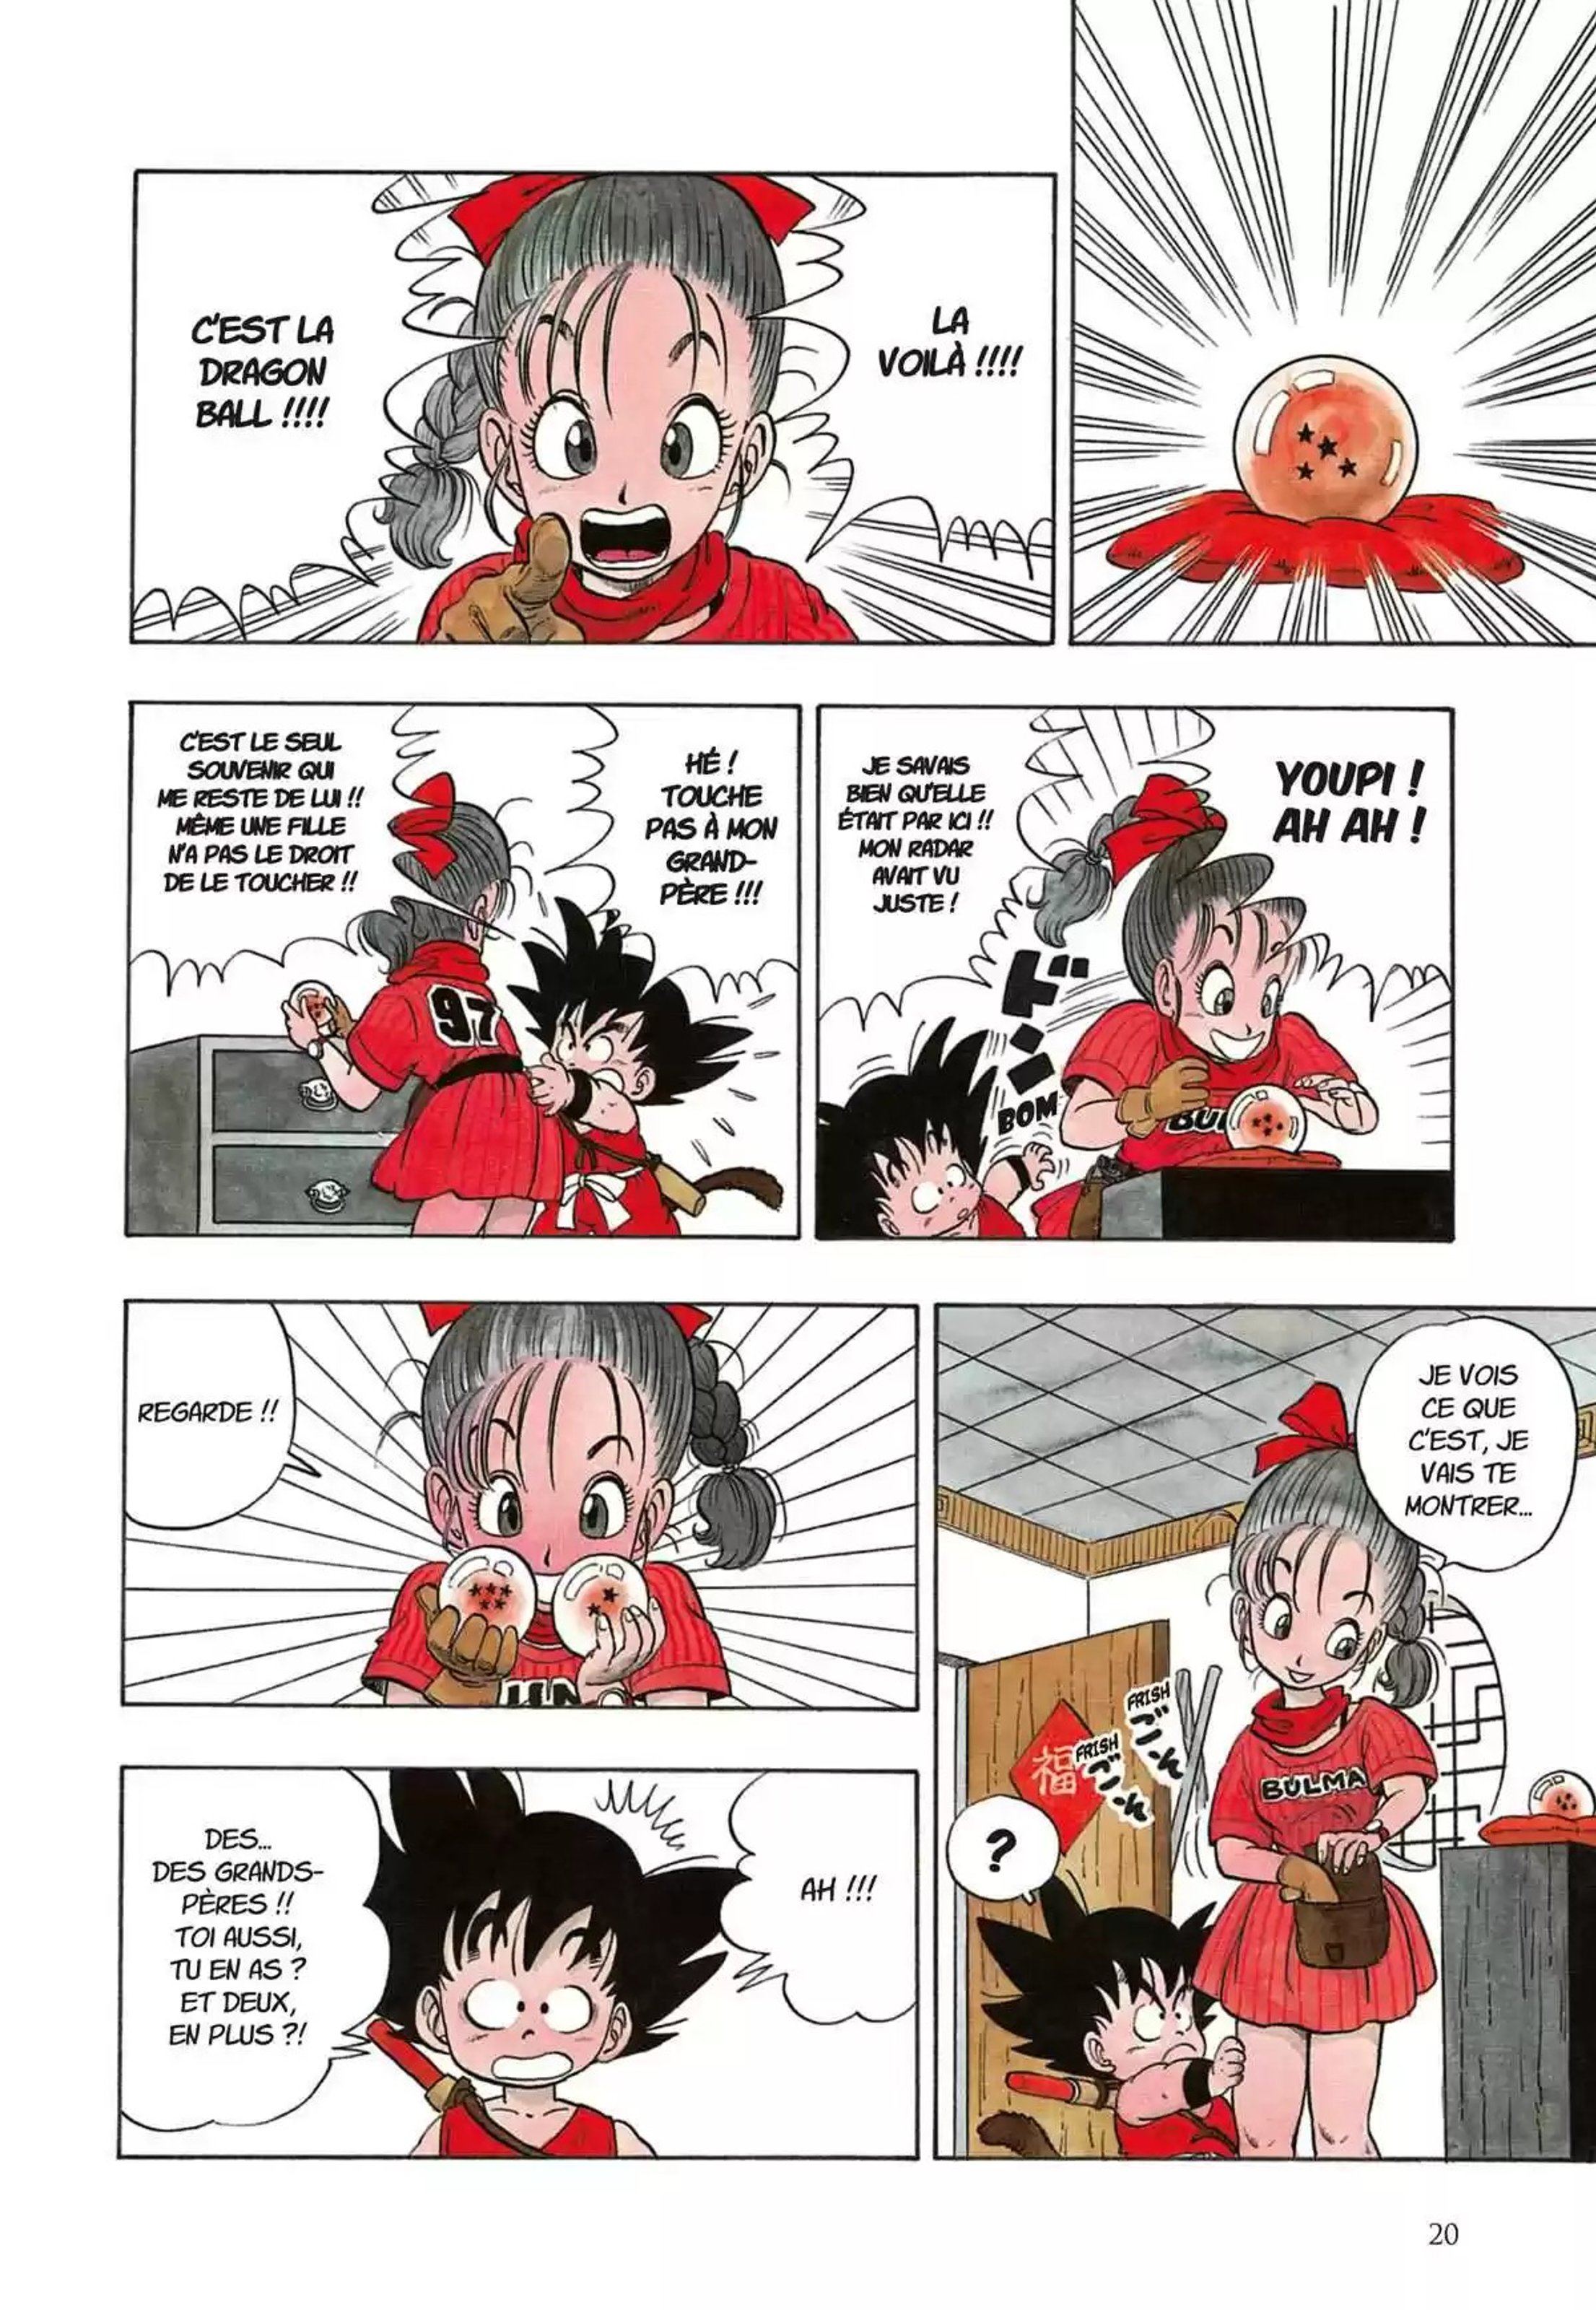 LA
VOILÀ !!!!
C'EST LA
DRAGON
BALL !!!!
YOUPI !
AH AH !
JE SAVAIS
BIEN QU'ELLE
ÉTAIT PAR ICI !!
MON RADAR
AVAIT VU
JUSTE !
ドン
BOM
BUL
HÉ !
TOUCHE
PAS À MON
GRAND-
PÈRE !!!
C'EST LE SEUL
SOUVENIR QUI
ME RESTE DE LUI !!
MÊME UNE FILLE
N'A PAS LE DROIT
DE LE TOUCHER !!
97
JE VOIS
CE QUE
C'EST, JE
VAIS TE
MONTRER...
FRISH
ごそ
FRISH
ごそ
福
BULMA
?
REGARDE !!
AH !!!
DES...
DES GRANDS-
PÈRES !!
TOI AUSSI,
TU EN AS ?
ET DEUX,
EN PLUS ?!
20